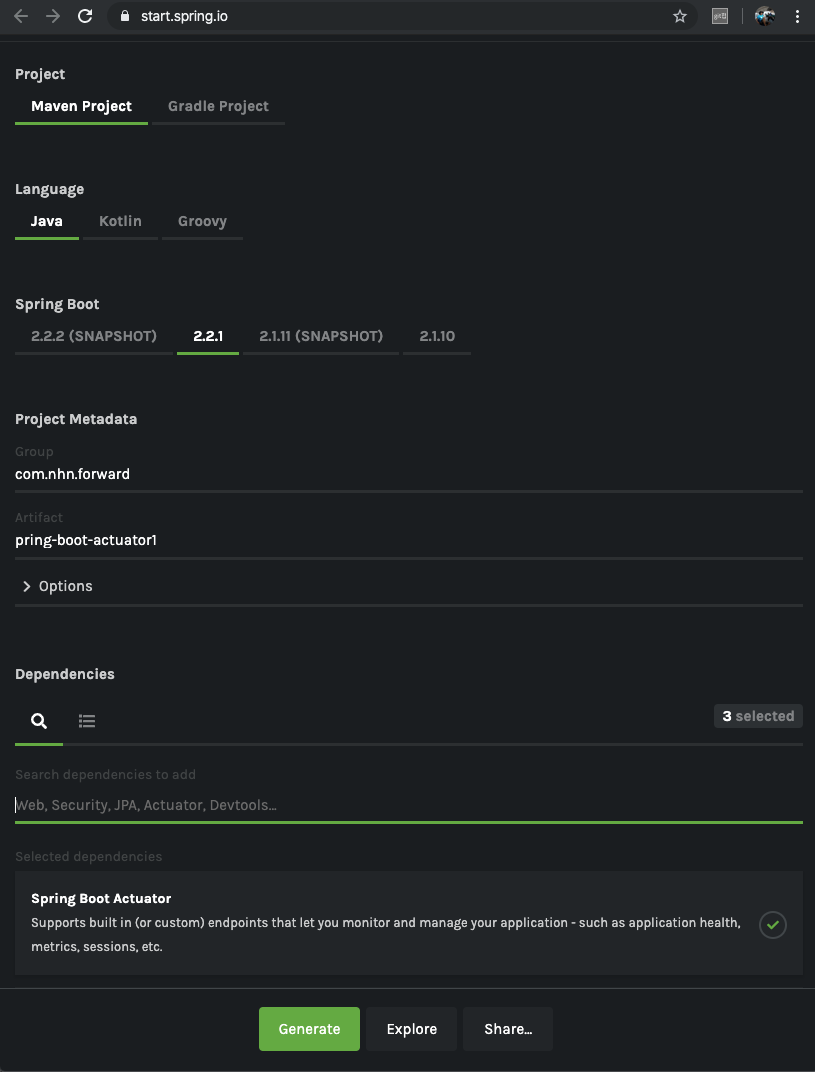 start.spring.io
Project
Maven Project Gradle Project
Language
Java Kotlin Groovy
Spring Boot
2.2.2 (SNAPSHOT) 2.2.1 2.1.11 (SNAPSHOT) 2.1.10
Project Metadata
Group
com.nhn.forward
Artifact
pring-boot-actuator1
Options
Dependencies
3 selected
Search dependencies to add
Web, Security, JPA, Actuator, Devtools...
Selected dependencies
Spring Boot Actuator
Supports built in (or custom) endpoints that let you monitor and manage your application - such as application health,
metrics, sessions, etc.
Generate Explore Share...